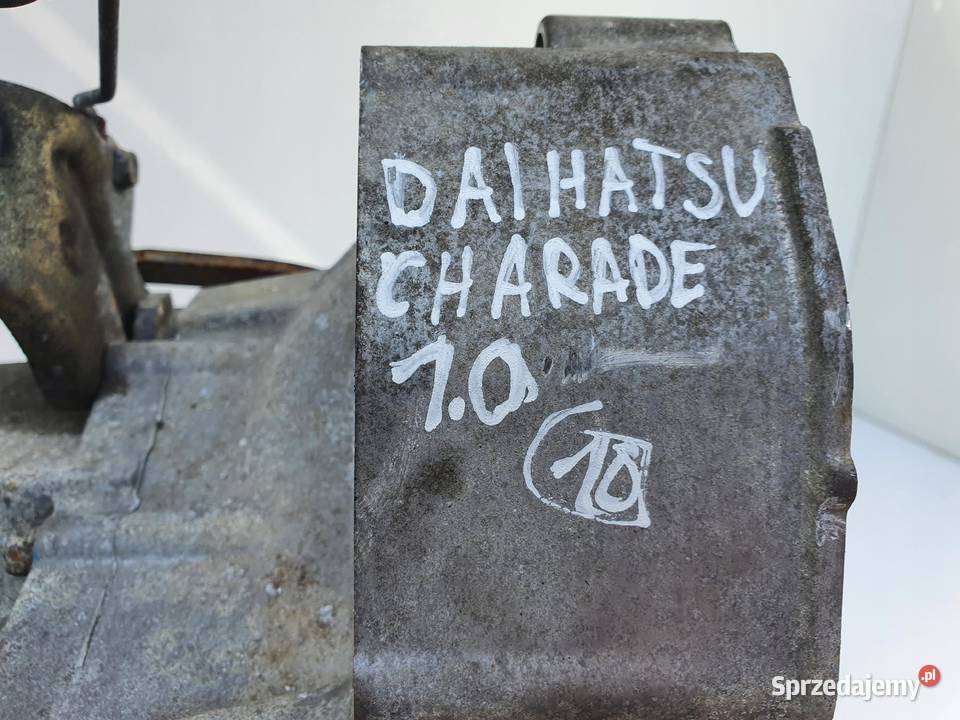 DAIHATSU
CHARADE
1.0
10
Sprzedajemy.pl